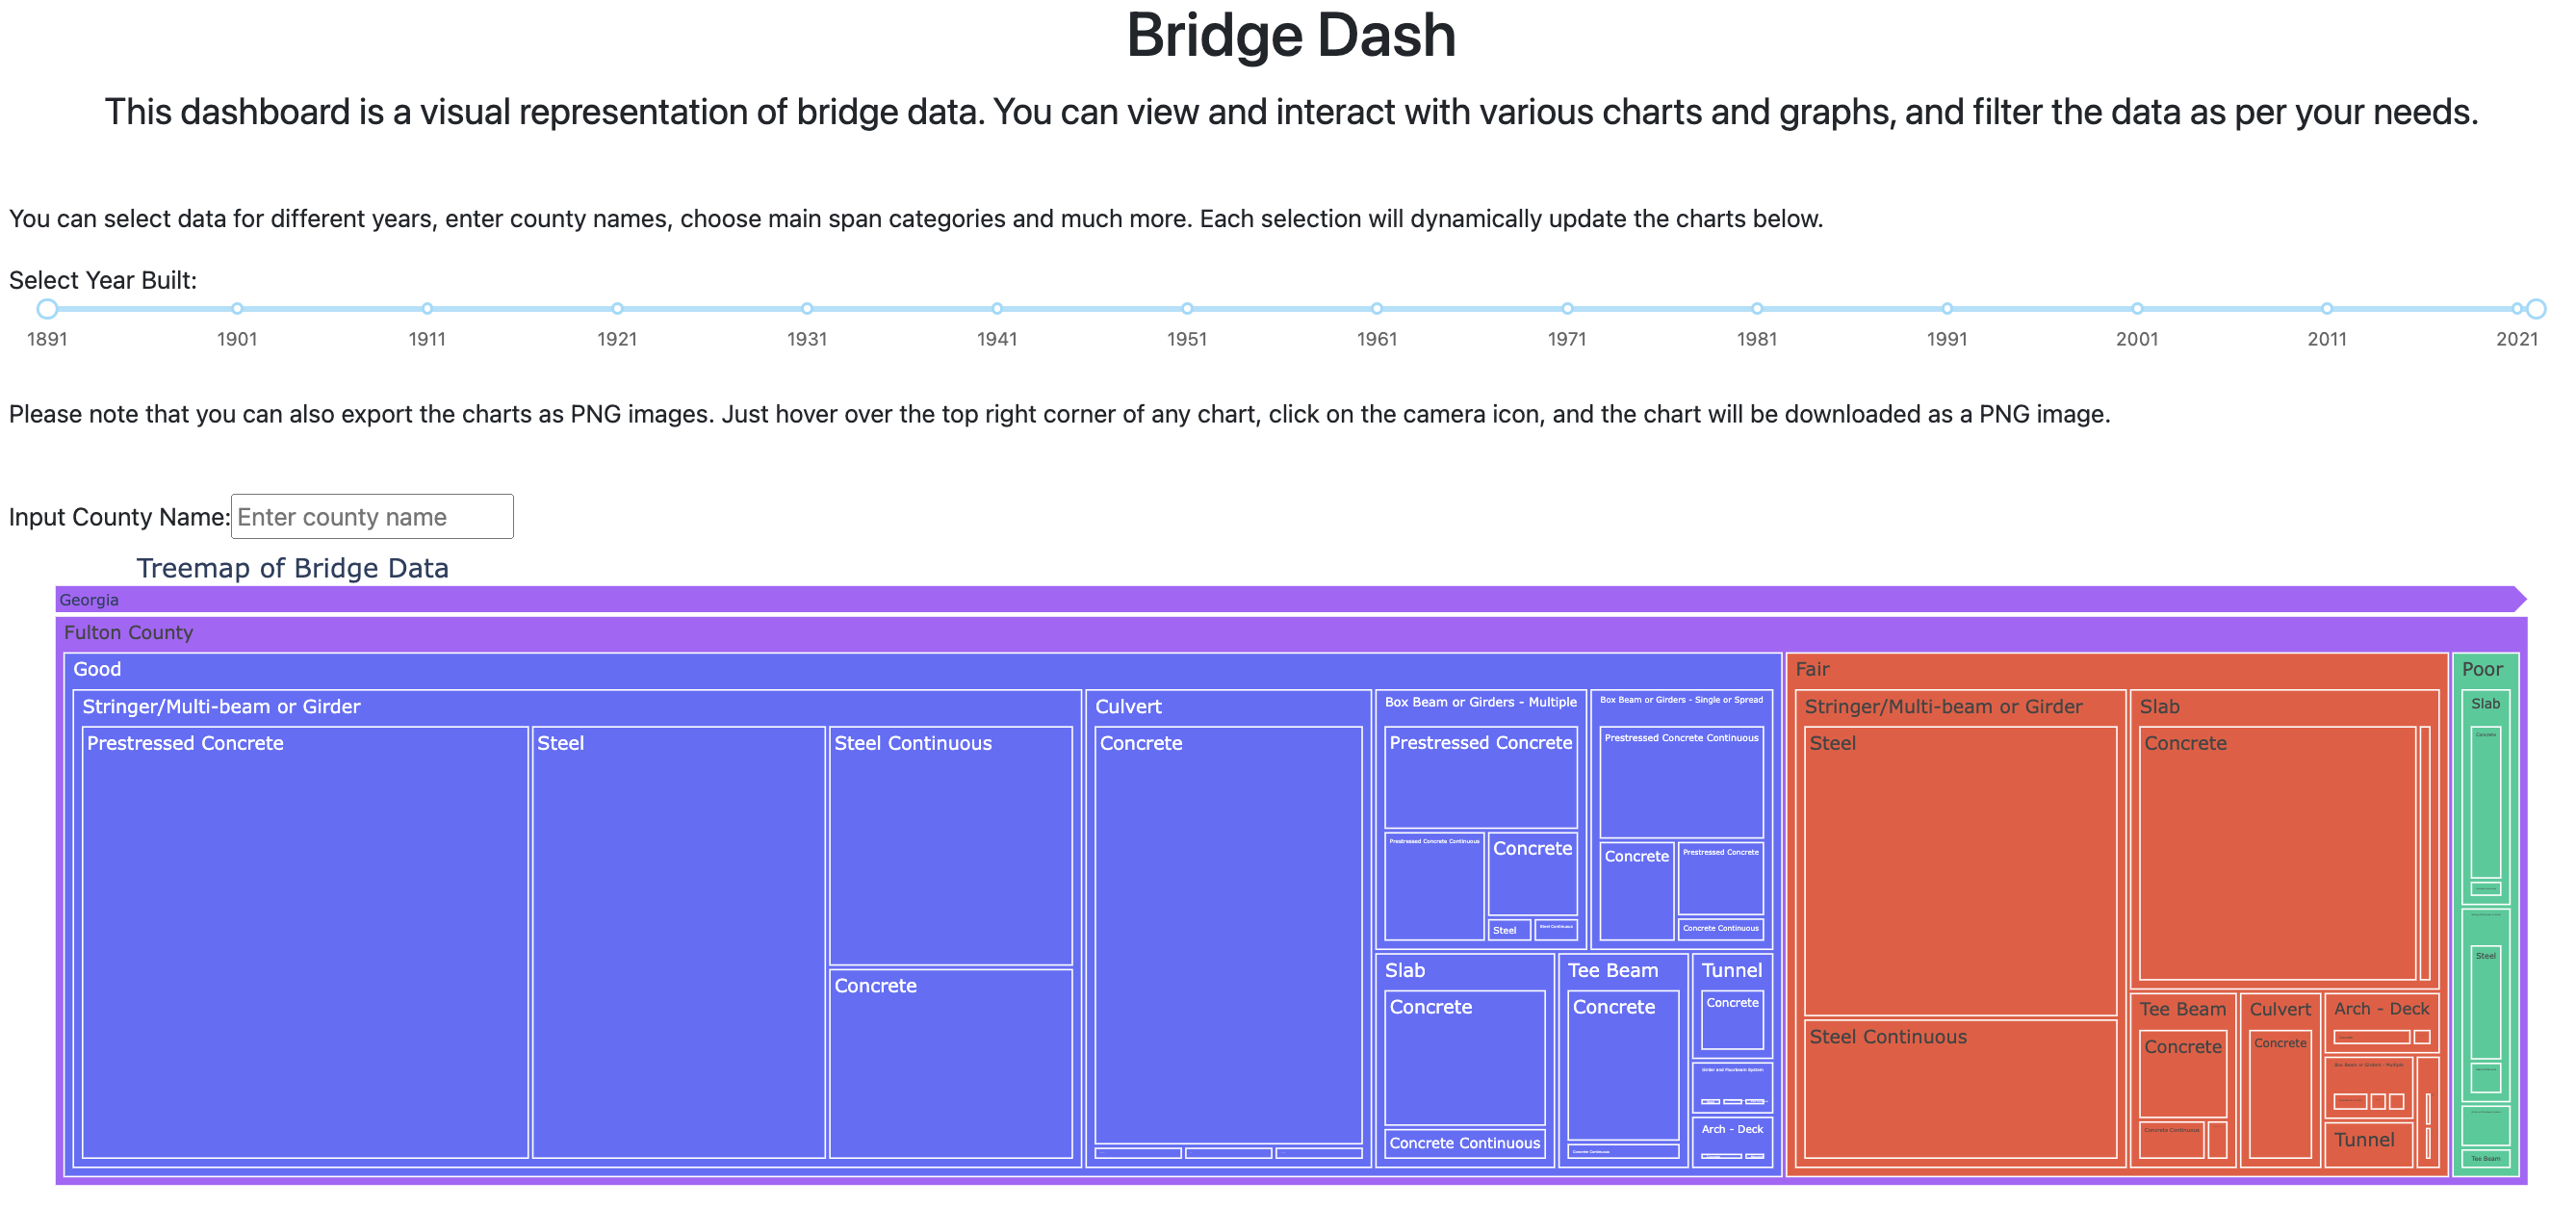 Bridge Dash
This dashboard is a visual representation of bridge data. You can view and interact with various charts and graphs, and filter the data as per your needs.
You can select data for different years, enter county names, choose main span categories and much more. Each selection will dynamically update the charts below.
Select Year Built:
1891 1901 1911 1921 1931 1941 1951 1961 1971 1981 1991 2001 2011 2021
Please note that you can also export the charts as PNG images. Just hover over the top right corner of any chart, click on the camera icon, and the chart will be downloaded as a PNG image.
Input County Name: Enter county name
Treemap of Bridge Data
Georgia
Fulton County
Good
Stringer/Multi-beam or Girder
Prestressed Concrete
Steel
Steel Continuous
Concrete
Culvert
Concrete
Box Beam or Girders - Multiple
Prestressed Concrete
Prestressed Concrete Continuous
Concrete
Steel
Steel Continuous
Box Beam or Girders - Single or Spread
Prestressed Concrete Continuous
Concrete
Prestressed Concrete
Concrete Continuous
Slab
Concrete
Concrete Continuous
Tee Beam
Concrete
Concrete Continuous
Tunnel
Concrete
Girder and Floorbeam System
Arch - Deck
Fair
Stringer/Multi-beam or Girder
Steel
Steel Continuous
Slab
Concrete
Tee Beam
Concrete
Concrete Continuous
Culvert
Concrete
Arch - Deck
Box Beam or Girders - Multiple
Tunnel
Poor
Slab
Concrete
Steel
Tee Beam